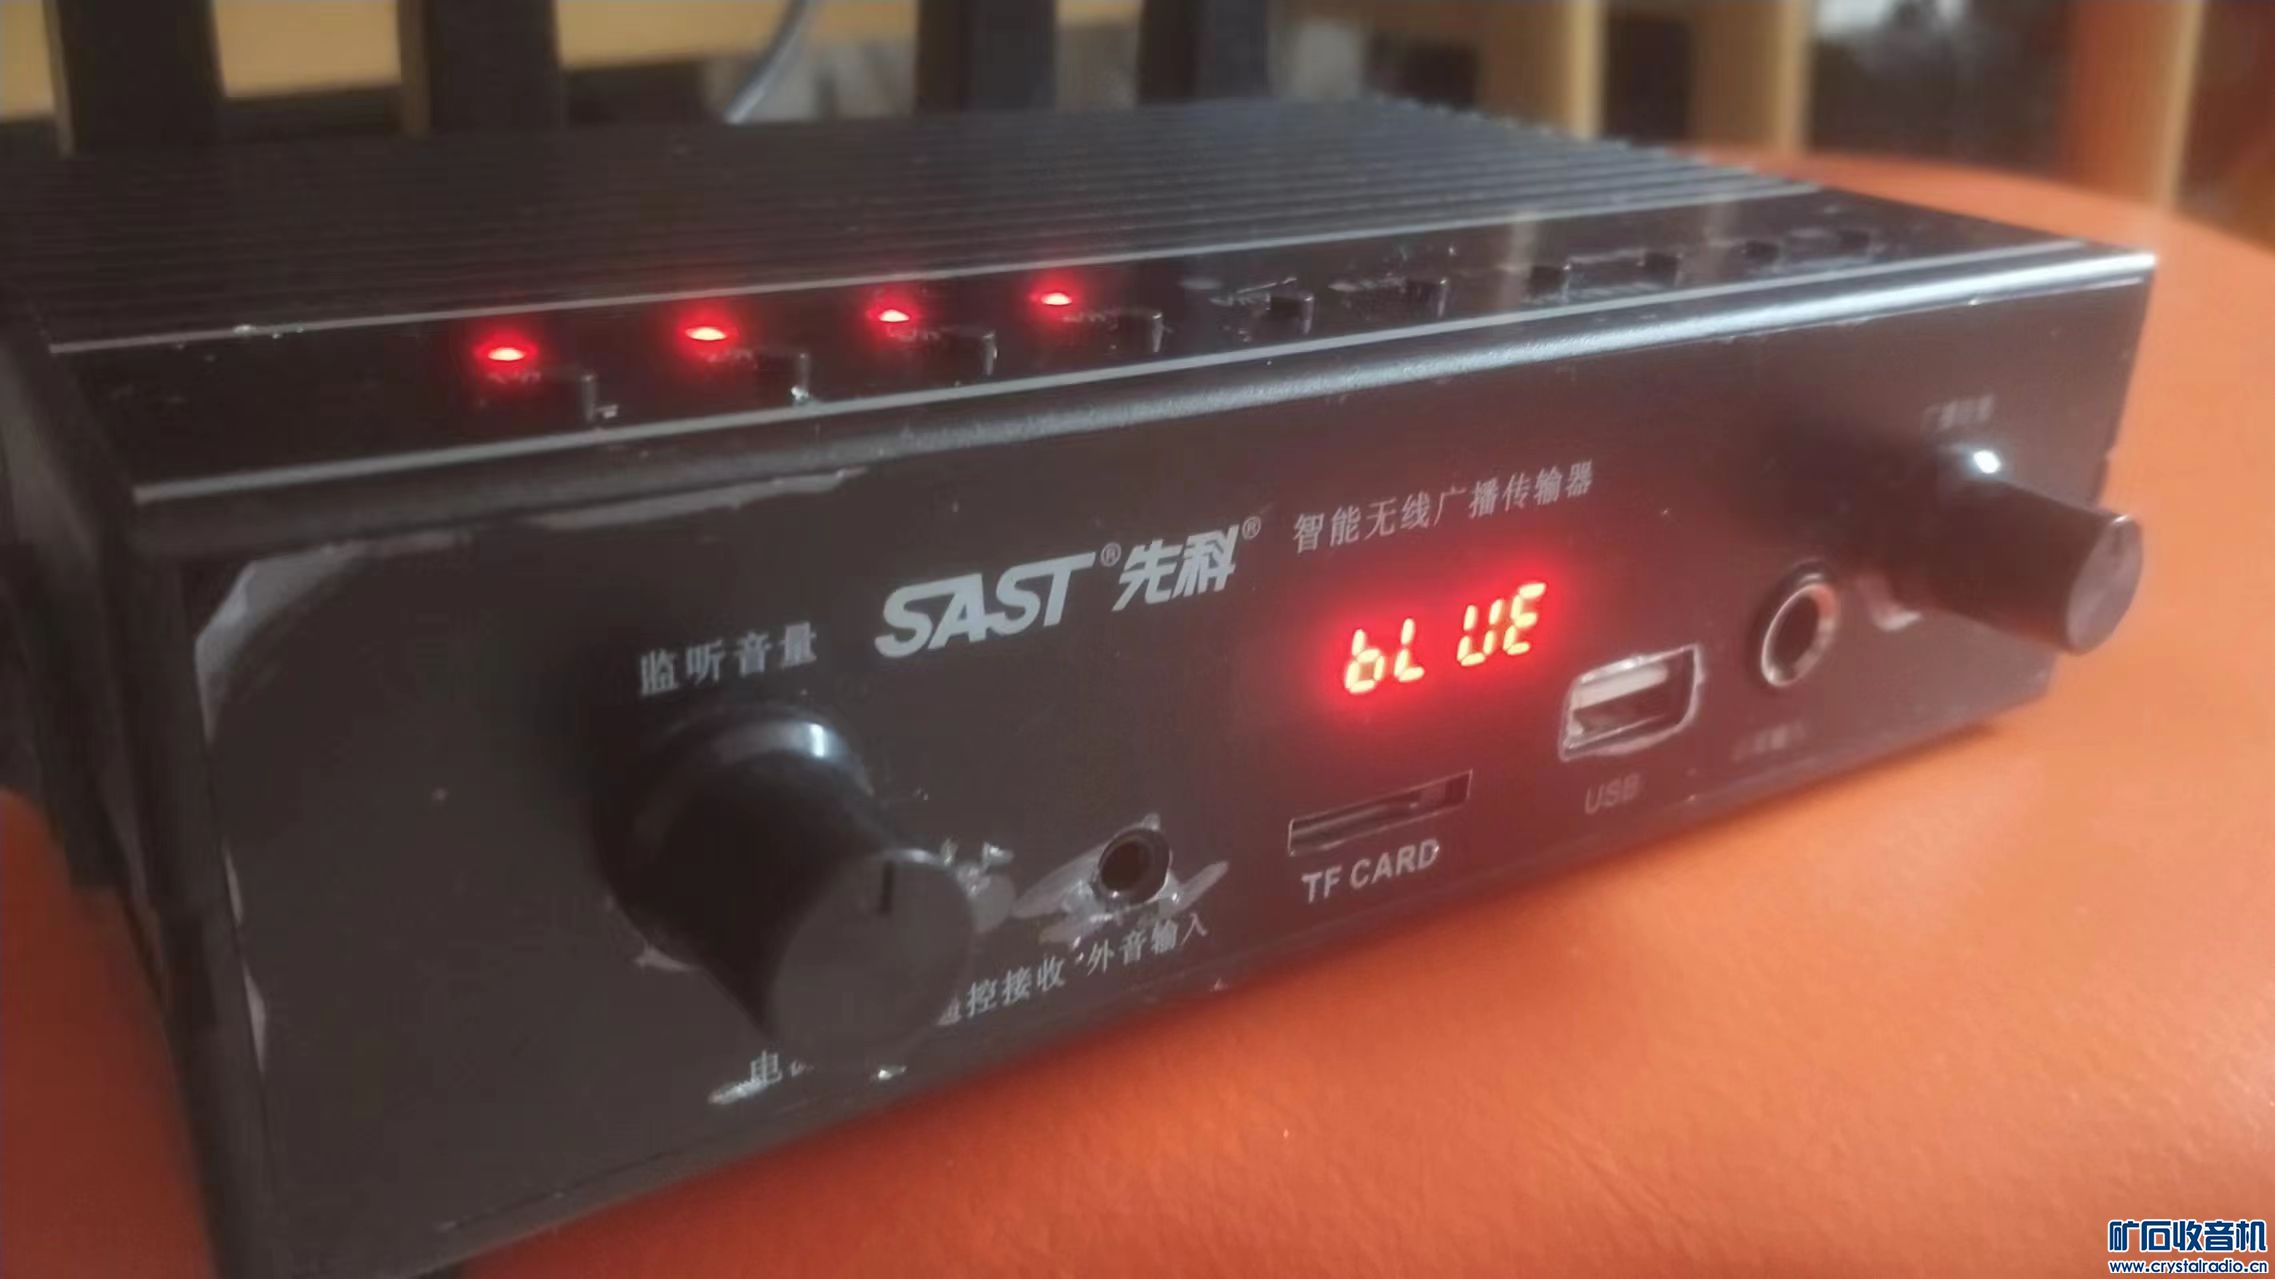 SAST®先科®
智能无线广播传输器
监听音量
bLUE
USB
TF CARD
控接收
外音输入
电
矿石收音机
www.crystalradio.cn